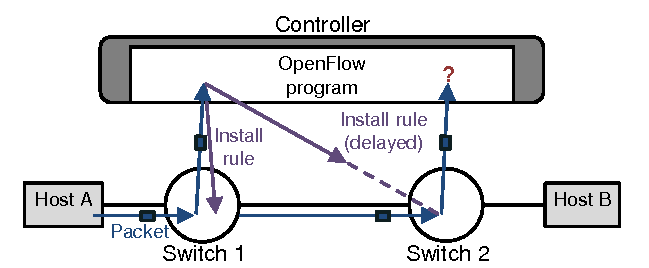 Controller
OpenFlow
program
?
Install rule
(delayed)
Install
rule
Host A
Host B
Packet
Switch 1
Switch 2